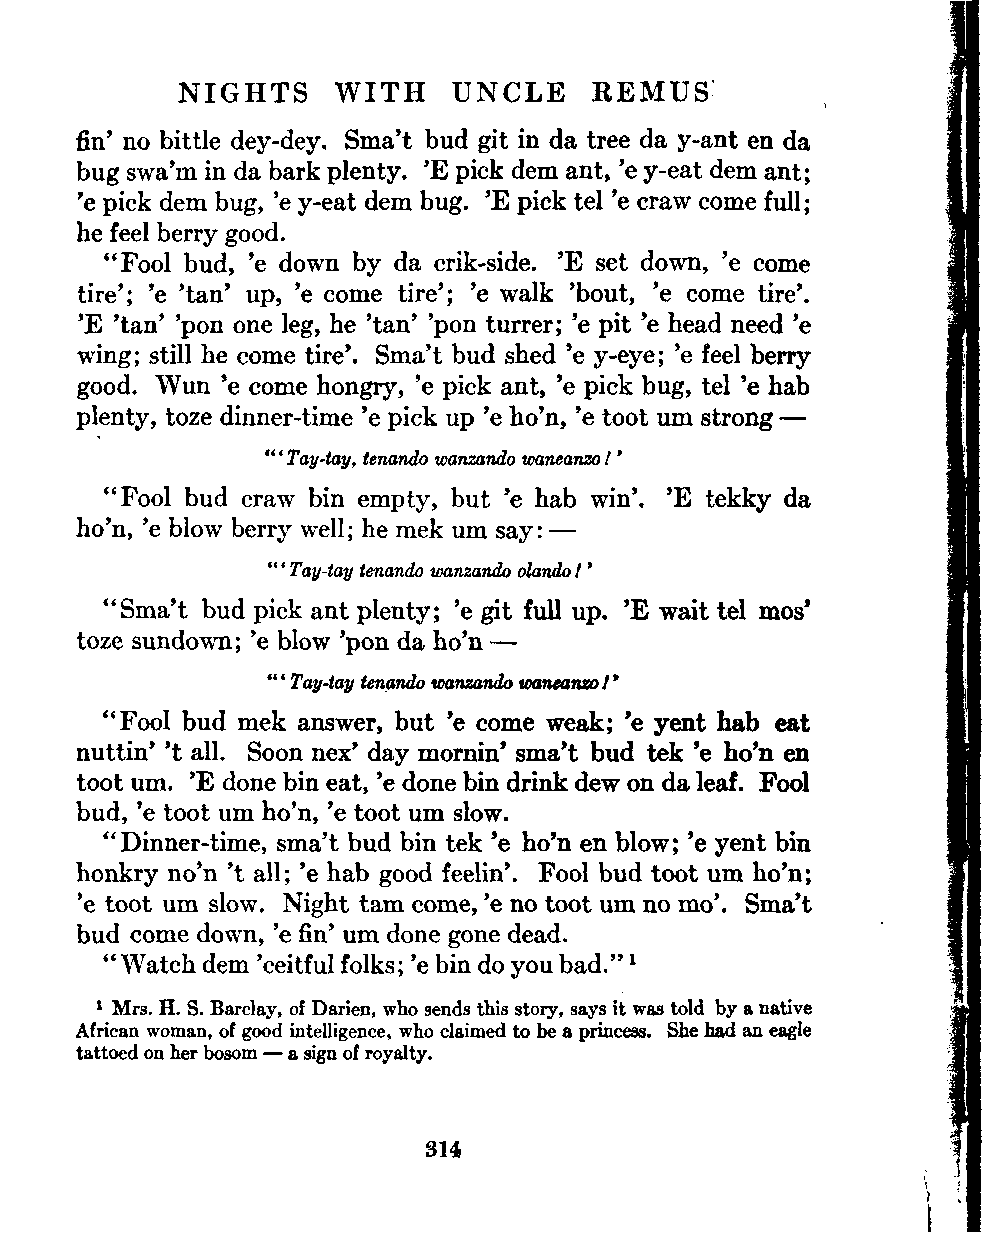 NIGHTS WITH UNCLE REMUS
fin' no bittle dey-dey. Sma't bud git in da tree da y-ant en da
bug swa'm in da bark plenty. 'E pick dem ant, 'e y-eat dem ant;
'e pick dem bug, 'e y-eat dem bug. 'E pick tel 'e craw come full;
he feel berry good.
"Fool bud, 'e down by da crik-side. 'E set down, 'e come
tire'; 'e 'tan' up, 'e come tire'; 'e walk 'bout, 'e come tire'.
'E 'tan' 'pon one leg, he 'tan' 'pon turrer; 'e pit 'e head need 'e
wing; still he come tire'. Sma't bud shed 'e y-eye; 'e feel berry
good. Wun 'e come hongry, 'e pick ant, 'e pick bug, tel 'e hab
plenty, toze dinner-time 'e pick up 'e ho'n, 'e toot um strong —
"'Tay-tay, tenando wanzando waneanzo!'
"Fool bud craw bin empty, but 'e hab win'. 'E tekky da
ho'n, 'e blow berry well; he mek um say: —
"'Tay-tay tenando wanzando olando!'
"Sma't bud pick ant plenty; 'e git full up. 'E wait tel mos'
toze sundown; 'e blow 'pon da ho'n —
"'Tay-tay tenando wanzando waneanzo!'
"Fool bud mek answer, but 'e come weak; 'e yent hab eat
nuttin' 't all. Soon nex' day mornin' sma't bud tek 'e ho'n en
toot um. 'E done bin eat, 'e done bin drink dew on da leaf. Fool
bud, 'e toot um ho'n, 'e toot um slow.
"Dinner-time, sma't bud bin tek 'e ho'n en blow; 'e yent bin
honkry no'n 't all; 'e hab good feelin'. Fool bud toot um ho'n;
'e toot um slow. Night tam come, 'e no toot um no mo'. Sma't
bud come down, 'e fin' um done gone dead.
"Watch dem 'ceitful folks; 'e bin do you bad."¹
¹ Mrs. H. S. Barclay, of Darien, who sends this story, says it was told by a native
African woman, of good intelligence, who claimed to be a princess. She had an eagle
tattoed on her bosom — a sign of royalty.
314